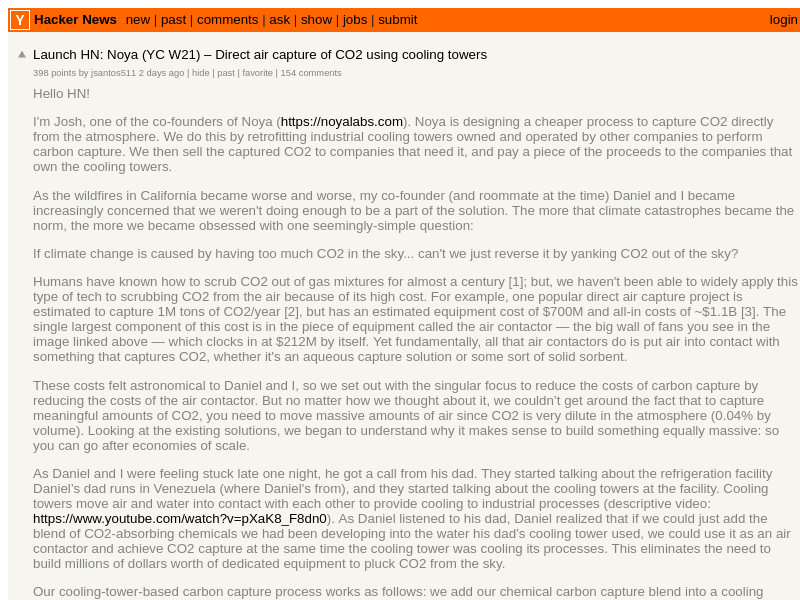 Y Hacker News new | past | comments | ask | show | jobs | submit login
Launch HN: Noya (YC W21) – Direct air capture of CO2 using cooling towers
398 points by jsantos511 2 days ago | hide | past | favorite | 154 comments
Hello HN!
I'm Josh, one of the co-founders of Noya (https://noyalabs.com). Noya is designing a cheaper process to capture CO2 directly
from the atmosphere. We do this by retrofitting industrial cooling towers owned and operated by other companies to perform
carbon capture. We then sell the captured CO2 to companies that need it, and pay a piece of the proceeds to the companies that
own the cooling towers.
As the wildfires in California became worse and worse, my co-founder (and roommate at the time) Daniel and I became
increasingly concerned that we weren't doing enough to be a part of the solution. The more that climate catastrophes became the
norm, the more we became obsessed with one seemingly-simple question:
If climate change is caused by having too much CO2 in the sky... can't we just reverse it by yanking CO2 out of the sky?
Humans have known how to scrub CO2 out of gas mixtures for almost a century [1]; but, we haven't been able to widely apply this
type of tech to scrubbing CO2 from the air because of its high cost. For example, one popular direct air capture project is
estimated to capture 1M tons of CO2/year [2], but has an estimated equipment cost of $700M and all-in costs of ~$1.1B [3]. The
single largest component of this cost is in the piece of equipment called the air contactor — the big wall of fans you see in the
image linked above — which clocks in at $212M by itself. Yet fundamentally, all that air contactors do is put air into contact with
something that captures CO2, whether it's an aqueous capture solution or some sort of solid sorbent.
These costs felt astronomical to Daniel and I, so we set out with the singular focus to reduce the costs of carbon capture by
reducing the costs of the air contactor. But no matter how we thought about it, we couldn’t get around the fact that to capture
meaningful amounts of CO2, you need to move massive amounts of air since CO2 is very dilute in the atmosphere (0.04% by
volume). Looking at the existing solutions, we began to understand why it makes sense to build something equally massive: so
you can go after economies of scale.
As Daniel and I were feeling stuck late one night, he got a call from his dad. They started talking about the refrigeration facility
Daniel’s dad runs in Venezuela (where Daniel's from), and they started talking about the cooling towers at the facility. Cooling
towers move air and water into contact with each other to provide cooling to industrial processes (descriptive video:
https://www.youtube.com/watch?v=pXaK8_F8dn0). As Daniel listened to his dad, Daniel realized that if we could just add the
blend of CO2-absorbing chemicals we had been developing into the water his dad’s cooling tower used, we could use it as an air
contactor and achieve CO2 capture at the same time the cooling tower was cooling its processes. This eliminates the need to
build millions of dollars worth of dedicated equipment to pluck CO2 from the sky.
Our cooling-tower-based carbon capture process works as follows: we add our chemical carbon capture blend into a cooling